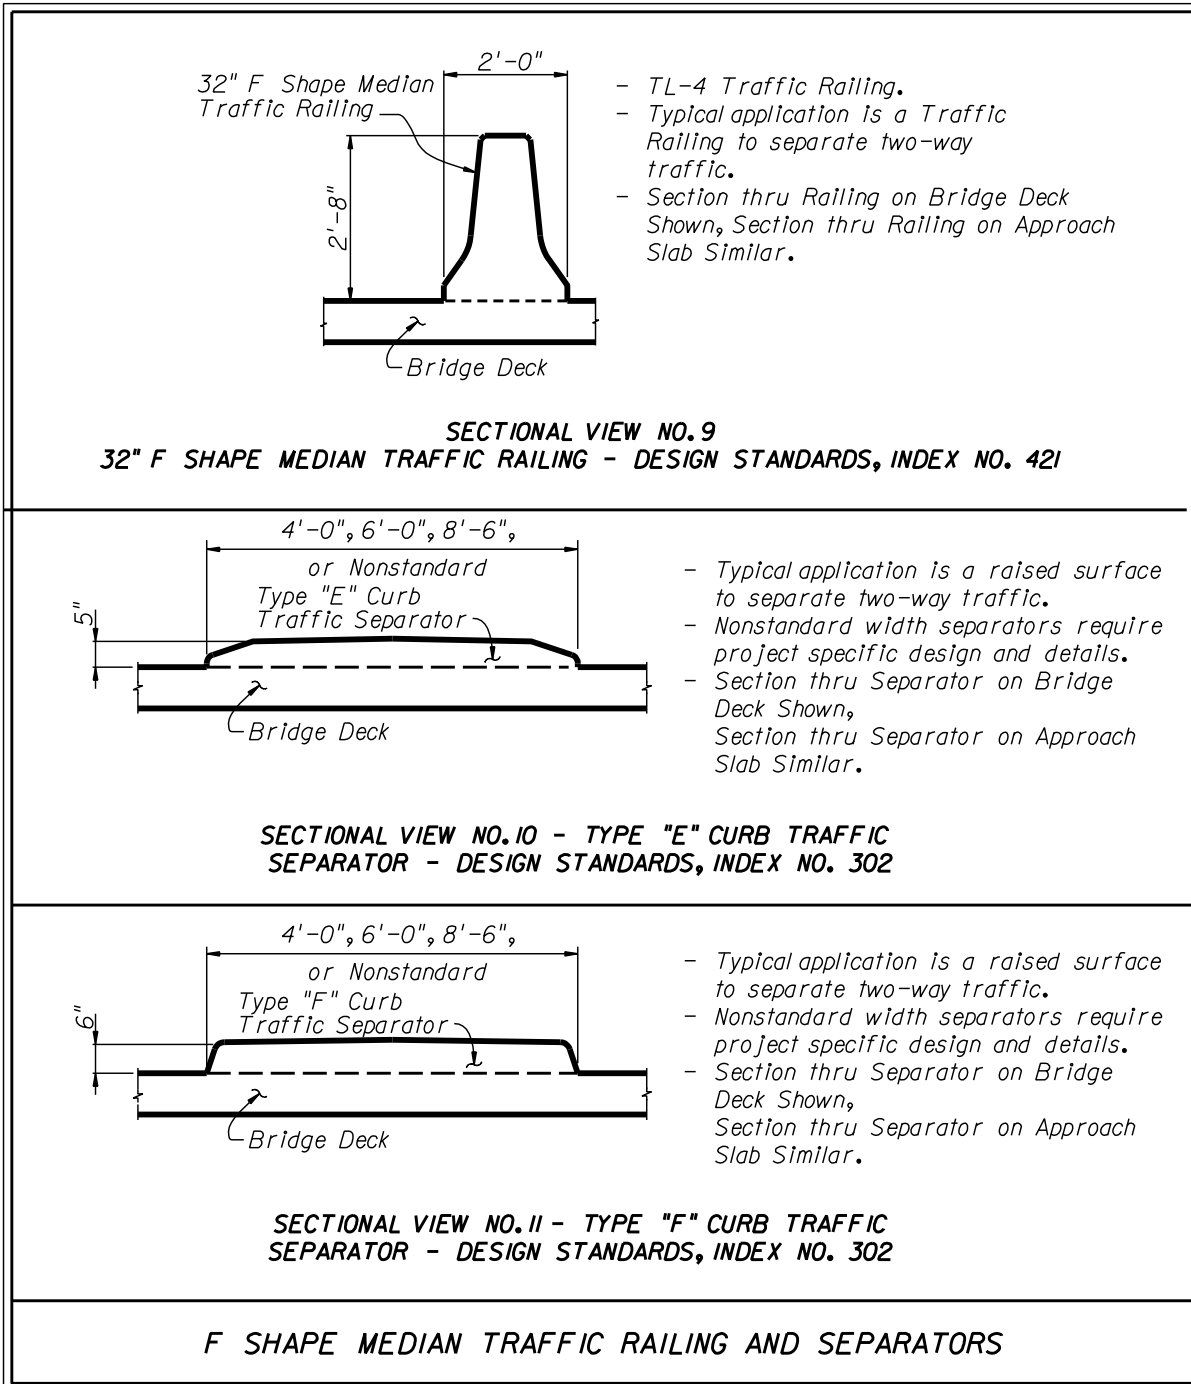 2'-0"
32" F Shape Median
Traffic Railing
2'-8"
Bridge Deck
- TL-4 Traffic Railing.
- Typical application is a Traffic
Railing to separate two-way
traffic.
- Section thru Railing on Bridge Deck
Shown, Section thru Railing on Approach
Slab Similar.
SECTIONAL VIEW NO. 9
32" F SHAPE MEDIAN TRAFFIC RAILING - DESIGN STANDARDS, INDEX NO. 421
4'-0", 6'-0", 8'-6",
or Nonstandard
Type "E" Curb
Traffic Separator
5"
Bridge Deck
- Typical application is a raised surface
to separate two-way traffic.
- Nonstandard width separators require
project specific design and details.
- Section thru Separator on Bridge
Deck Shown,
Section thru Separator on Approach
Slab Similar.
SECTIONAL VIEW NO. 10 - TYPE "E" CURB TRAFFIC
SEPARATOR - DESIGN STANDARDS, INDEX NO. 302
4'-0", 6'-0", 8'-6",
or Nonstandard
Type "F" Curb
Traffic Separator
6"
Bridge Deck
- Typical application is a raised surface
to separate two-way traffic.
- Nonstandard width separators require
project specific design and details.
- Section thru Separator on Bridge
Deck Shown,
Section thru Separator on Approach
Slab Similar.
SECTIONAL VIEW NO. 11 - TYPE "F" CURB TRAFFIC
SEPARATOR - DESIGN STANDARDS, INDEX NO. 302
F SHAPE MEDIAN TRAFFIC RAILING AND SEPARATORS